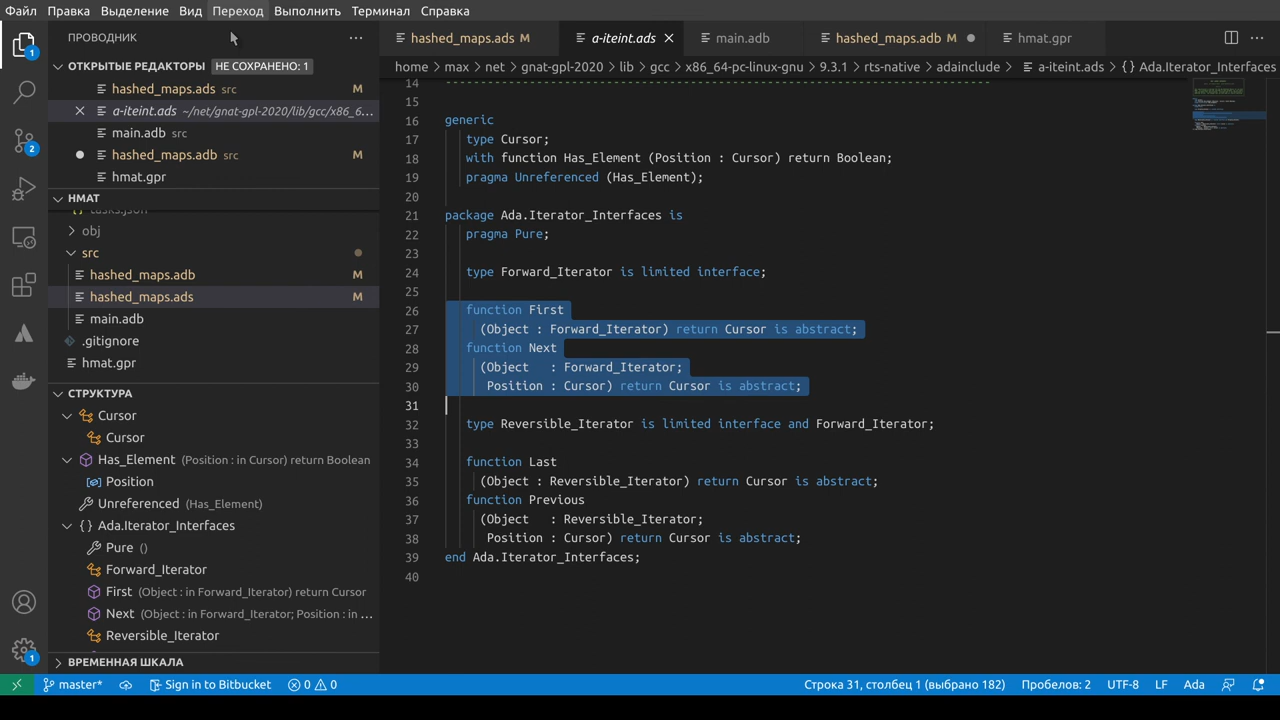 Файл Правка Выделение Вид Переход Выполнить Терминал Справка
ПРОВОДНИК
ОТКРЫТЫЕ РЕДАКТОРЫ НЕ СОХРАНЕНО: 1
hashed_maps.ads src M
a-iteint.ads ~/net/gnat-gpl-2020/lib/gcc/x86_6...
main.adb src
hashed_maps.adb src M
hmat.gpr
HMAT
tasks.json
obj
src
hashed_maps.adb M
hashed_maps.ads M
main.adb
.gitignore
hmat.gpr
СТРУКТУРА
Cursor
Cursor
Has_Element (Position : in Cursor) return Boolean
Position
Unreferenced (Has_Element)
{ } Ada.Iterator_Interfaces
Pure ()
Forward_Iterator
First (Object : in Forward_Iterator) return Cursor
Next (Object : in Forward_Iterator; Position : in ...
Reversible_Iterator
ВРЕМЕННАЯ ШКАЛА
hashed_maps.ads M a-iteint.ads main.adb hashed_maps.adb M hmat.gpr
home > max > net > gnat-gpl-2020 > lib > gcc > x86_64-pc-linux-gnu > 9.3.1 > rts-native > adainclude > a-iteint.ads > { } Ada.Iterator_Interfaces
14 ------------------------------------------------------------------------------
15
16 generic
17 type Cursor;
18 with function Has_Element (Position : Cursor) return Boolean;
19 pragma Unreferenced (Has_Element);
20
21 package Ada.Iterator_Interfaces is
22 pragma Pure;
23
24 type Forward_Iterator is limited interface;
25
26 function First
27 (Object : Forward_Iterator) return Cursor is abstract;
28 function Next
29 (Object : Forward_Iterator;
30 Position : Cursor) return Cursor is abstract;
31
32 type Reversible_Iterator is limited interface and Forward_Iterator;
33
34 function Last
35 (Object : Reversible_Iterator) return Cursor is abstract;
36 function Previous
37 (Object : Reversible_Iterator;
38 Position : Cursor) return Cursor is abstract;
39 end Ada.Iterator_Interfaces;
40
1
2
1
master* Sign in to Bitbucket 0 0 Строка 31, столбец 1 (выбрано 182) Пробелов: 2 UTF-8 LF Ada